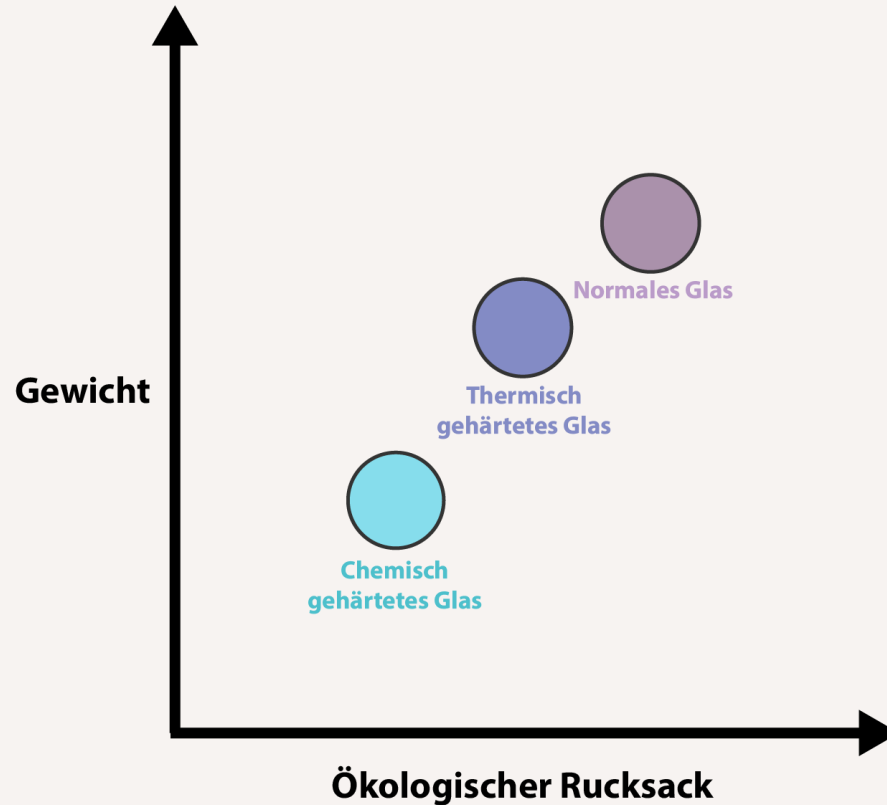 Normales Glas
Thermisch
gehärtetes Glas
Gewicht
Chemisch
gehärtetes Glas
Ökologischer Rucksack